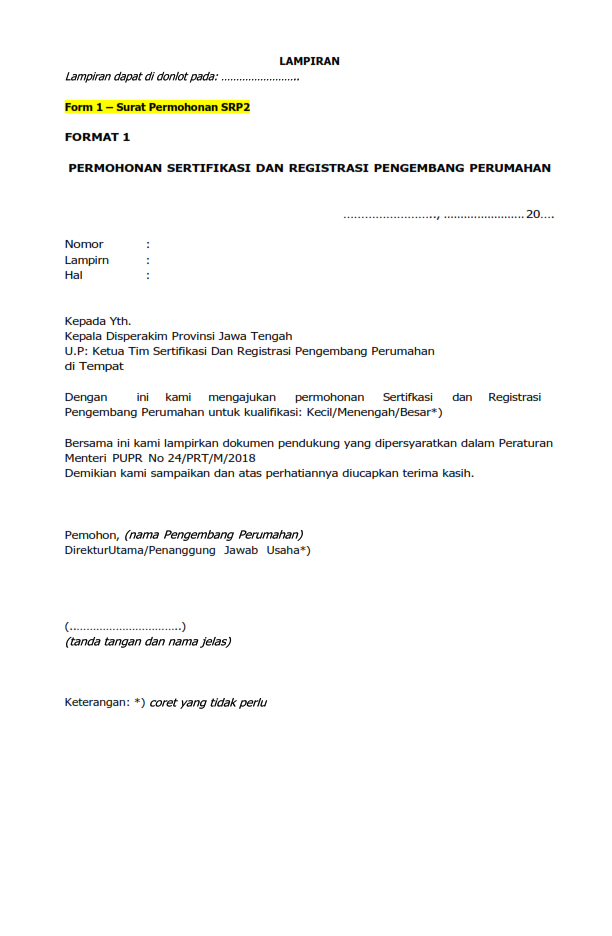 LAMPIRAN
Lampiran dapat di donlot pada: ……………………..
Form 1 – Surat Permohonan SRP2
FORMAT 1
PERMOHONAN SERTIFIKASI DAN REGISTRASI PENGEMBANG PERUMAHAN
…………………….., …………………… 20….
Nomor :
Lampirn :
Hal :
Kepada Yth.
Kepala Disperakim Provinsi Jawa Tengah
U.P: Ketua Tim Sertifikasi Dan Registrasi Pengembang Perumahan
di Tempat
Dengan ini kami mengajukan permohonan Sertifkasi dan Registrasi
Pengembang Perumahan untuk kualifikasi: Kecil/Menengah/Besar*)
Bersama ini kami lampirkan dokumen pendukung yang dipersyaratkan dalam Peraturan
Menteri PUPR No 24/PRT/M/2018
Demikian kami sampaikan dan atas perhatiannya diucapkan terima kasih.
Pemohon, (nama Pengembang Perumahan)
DirekturUtama/Penanggung Jawab Usaha*)
(…………………………..)
(tanda tangan dan nama jelas)
Keterangan: *) coret yang tidak perlu